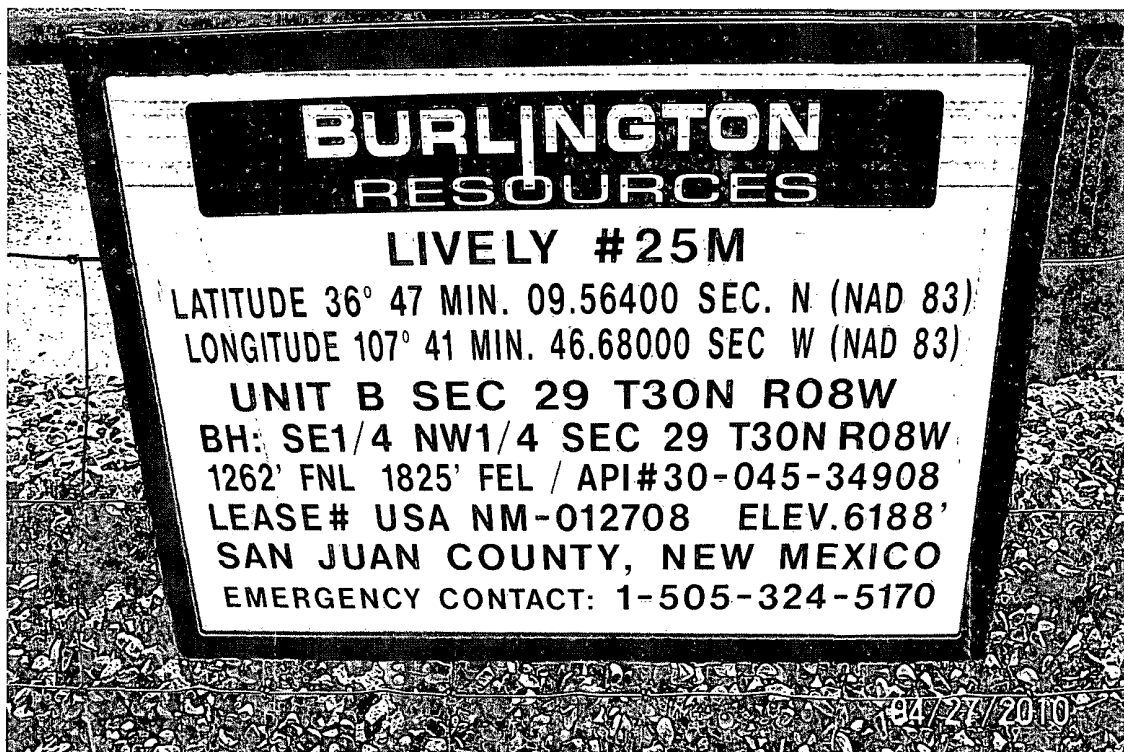 BURLINGTON
RESOURCES
LIVELY #25M
LATITUDE 36° 47 MIN. 09.56400 SEC. N (NAD 83)
LONGITUDE 107° 41 MIN. 46.68000 SEC W (NAD 83)
UNIT B SEC 29 T30N R08W
BH: SE1/4 NW1/4 SEC 29 T30N R08W
1262' FNL 1825' FEL / API#30-045-34908
LEASE# USA NM-012708 ELEV.6188'
SAN JUAN COUNTY, NEW MEXICO
EMERGENCY CONTACT: 1-505-324-5170
04/27/2010